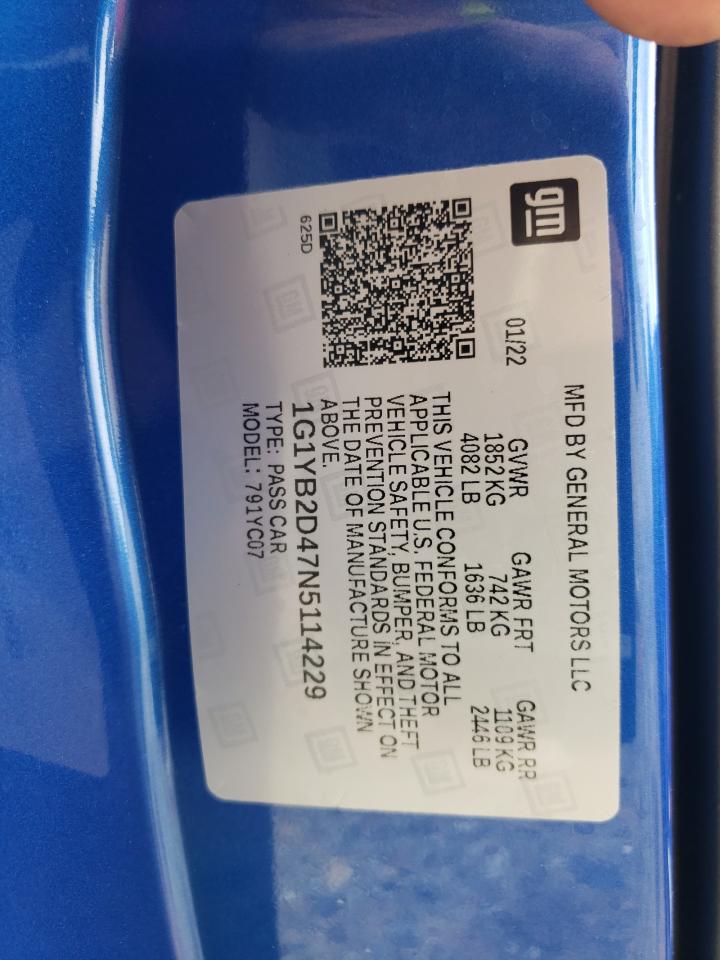 gm
MFD BY GENERAL MOTORS LLC
01/22 GVWR GAWR FRT GAWR RR
1852 KG 742 KG 1109 KG
4082 LB 1636 LB 2446 LB
THIS VEHICLE CONFORMS TO ALL
APPLICABLE U.S. FEDERAL MOTOR
VEHICLE SAFETY, BUMPER, AND THEFT
PREVENTION STANDARDS IN EFFECT ON
THE DATE OF MANUFACTURE SHOWN
ABOVE.
1G1YB2D47N5114229
TYPE: PASS CAR
MODEL: 791YC07
625D